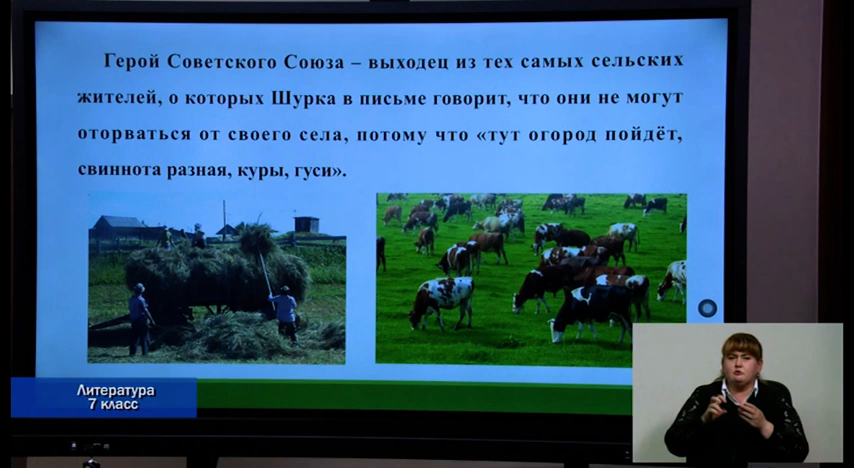 Герой Советского Союза – выходец из тех самых сельских
жителей, о которых Шурка в письме говорит, что они не могут
оторваться от своего села, потому что «тут огород пойдёт,
свиннота разная, куры, гуси».
Литература
7 класс